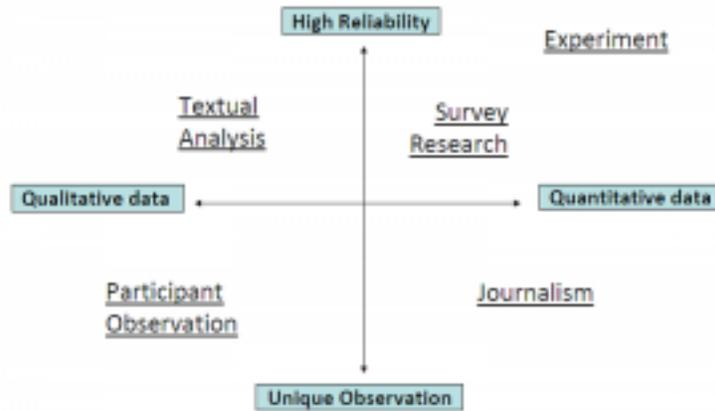 High Reliability
Experiment
Textual
Analysis
Survey
Research
Qualitative data
Quantitative data
Participant
Observation
Journalism
Unique Observation